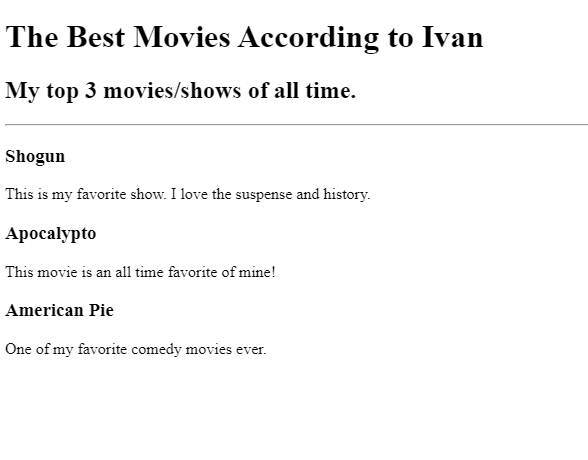 The Best Movies According to Ivan
My top 3 movies/shows of all time.
Shogun
This is my favorite show. I love the suspense and history.
Apocalypto
This movie is an all time favorite of mine!
American Pie
One of my favorite comedy movies ever.